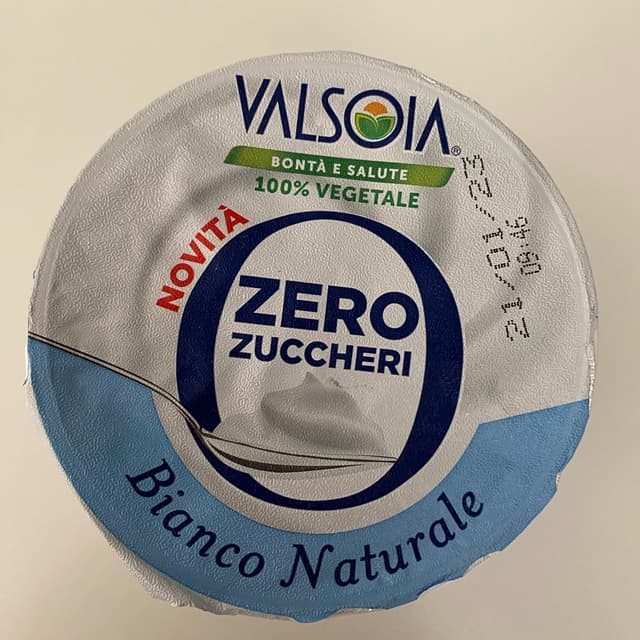 VALSOIA®
BONTÀ E SALUTE
100% VEGETALE
NOVITÀ
ZERO
ZUCCHERI
21/01/23
09:46
Bianco Naturale